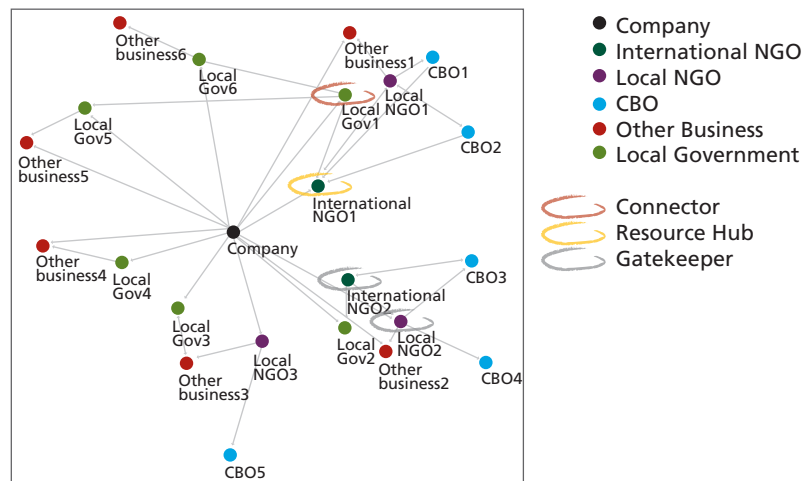 Other
business6
Local
Gov6
Other
business1
CBO1
Local
NGO1
Local
Gov1
Local
Gov5
Other
business5
CBO2
International
NGO1
Company
Other
business4
Local
Gov4
CBO3
International
NGO2
Local
Gov3
Local
Gov2
Local
NGO2
Other
business2
CBO4
Other
business3
Local
NGO3
CBO5
Company
International NGO
Local NGO
CBO
Other Business
Local Government
Connector
Resource Hub
Gatekeeper